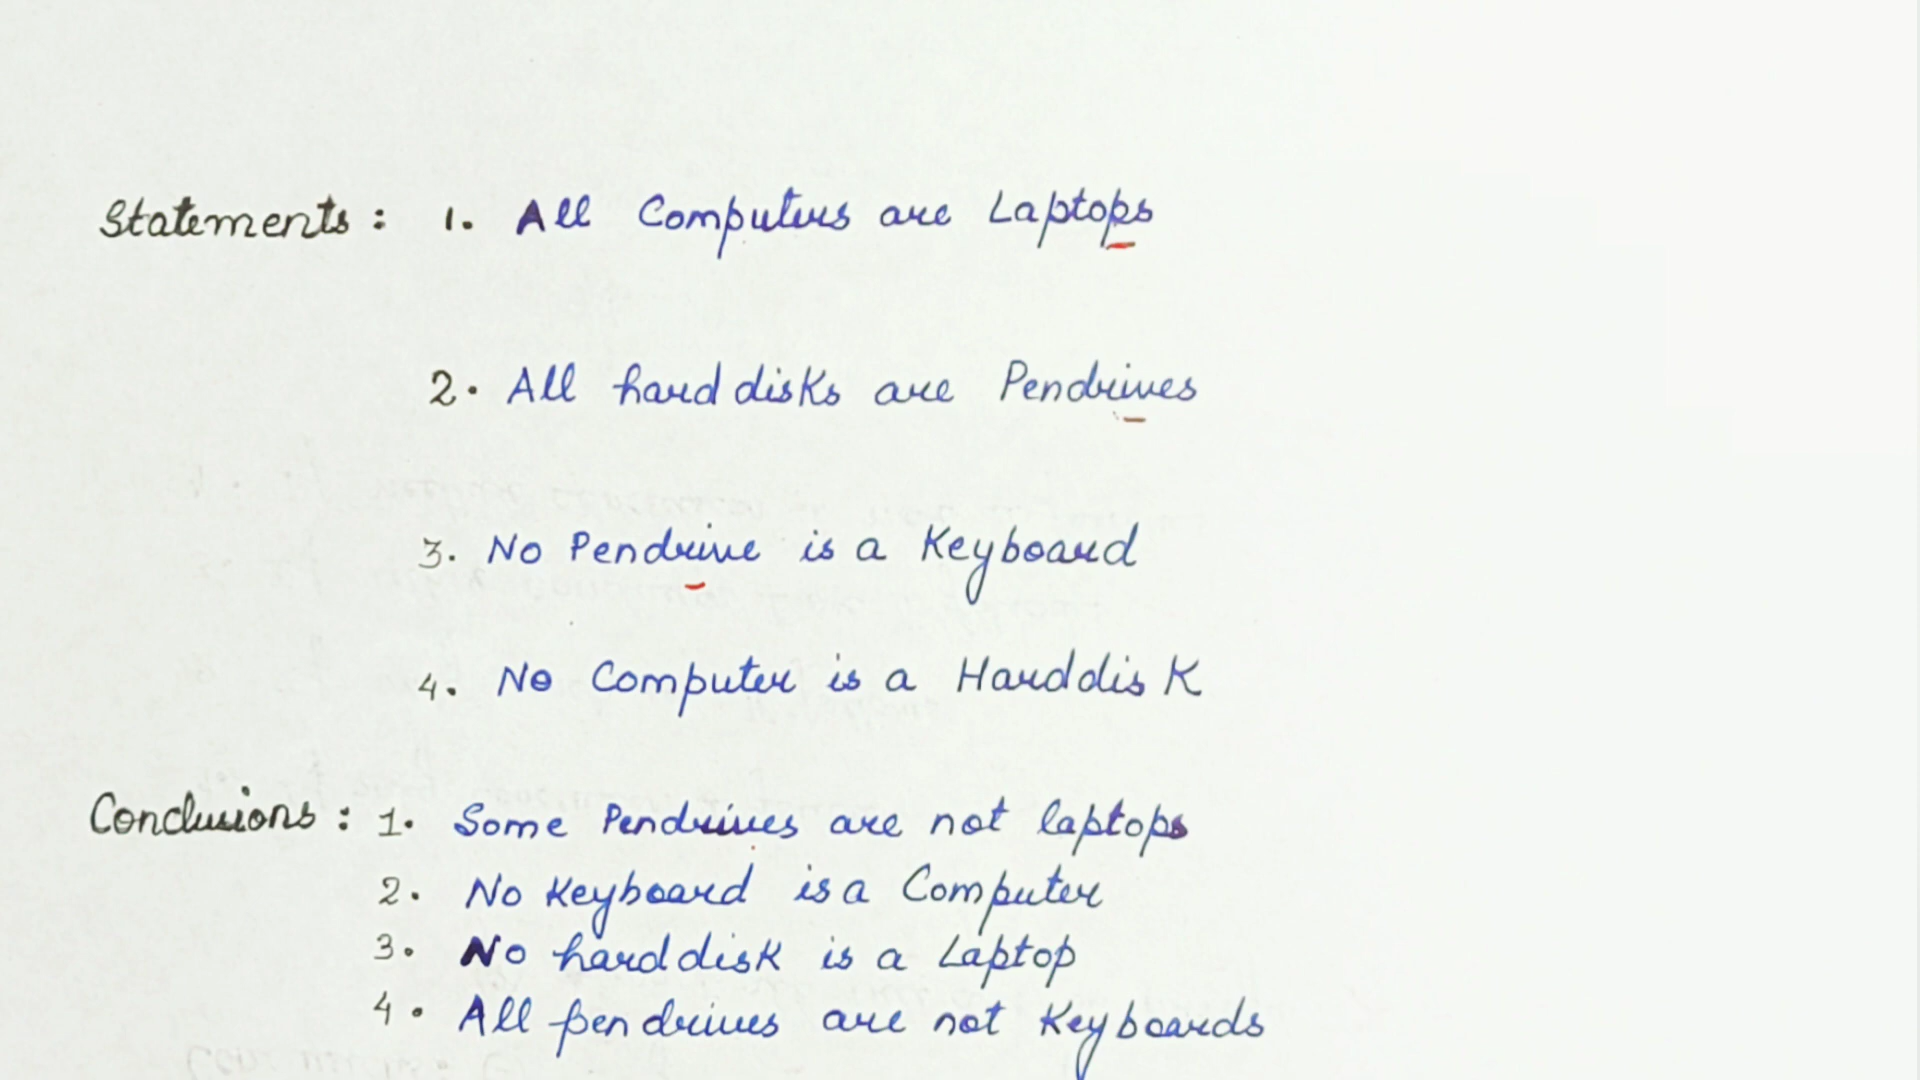 Statements : 1. All Computers are Laptops
2. All harddisks are Pendrives
3. No Pendrive is a Keyboard
4. No Computer is a Harddisk
Conclusions : 1. Some Pendrives are not laptops
2. No Keyboard is a Computer
3. No harddisk is a Laptop
4. All pendrives are not Keyboards